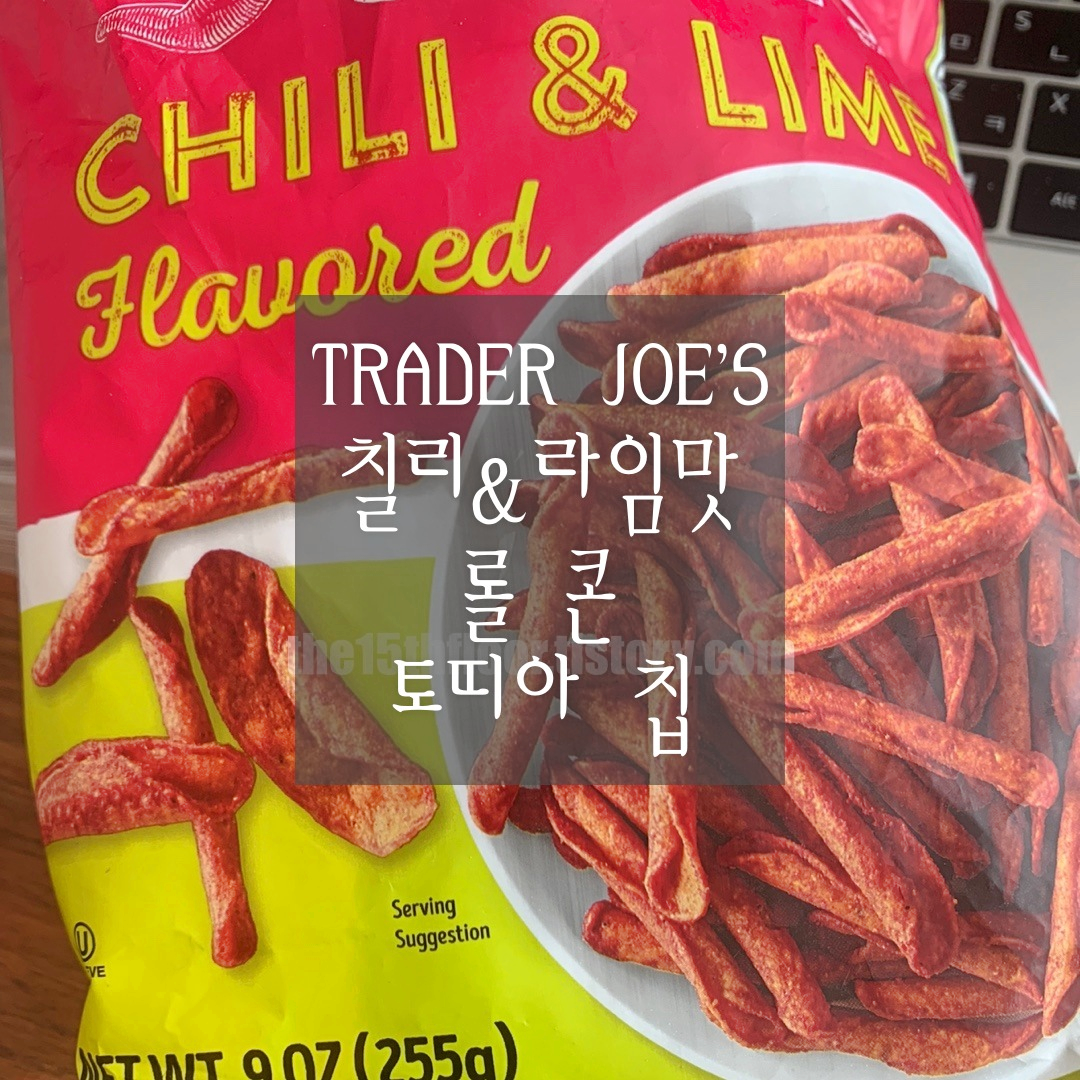 CHILI & LIME
Flavored
TRADER JOE'S
칠리 & 라임맛
롤 콘
토띠아 칩
Serving
Suggestion
NET WT. 9 OZ (255g)
S
ㄴ
ㅁ
Z
ㅋ
X
Alt